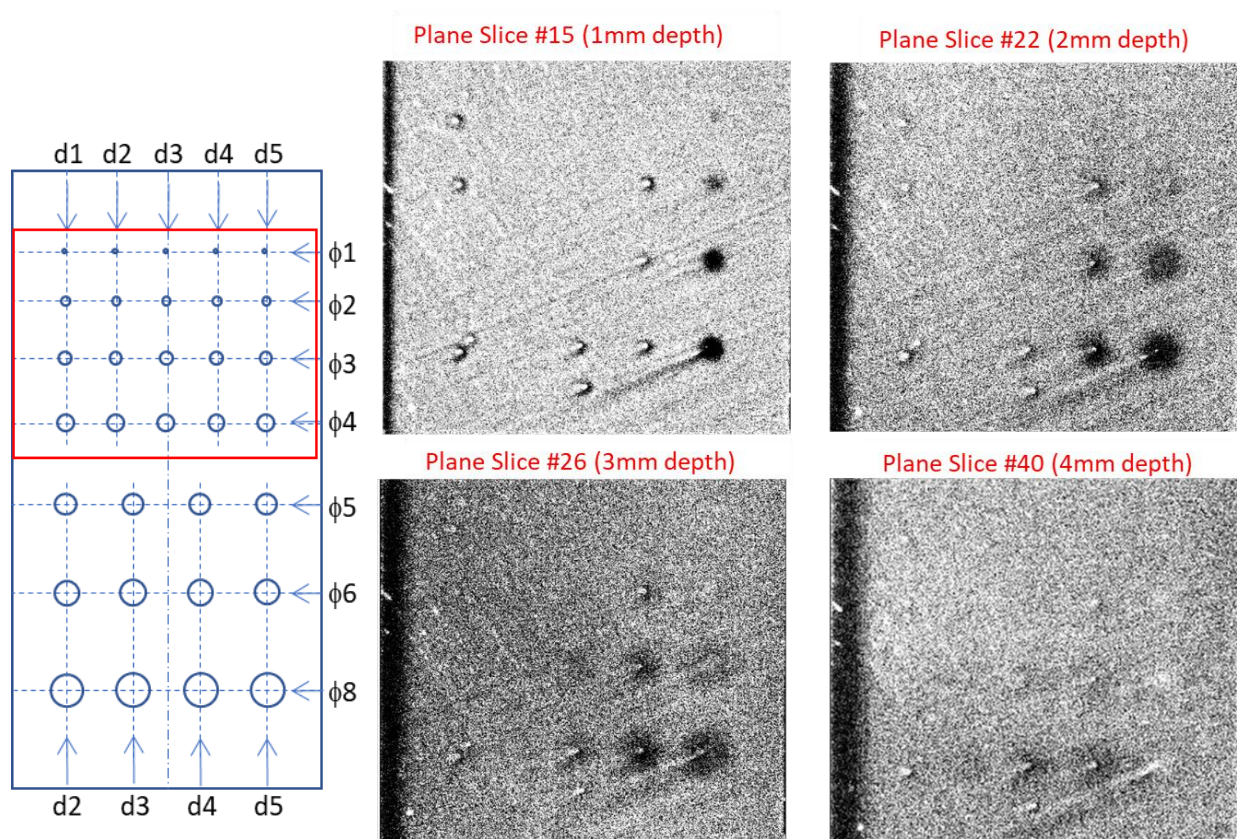 Plane Slice #15 (1mm depth)
Plane Slice #22 (2mm depth)
d1 d2 d3 d4 d5
ϕ1
ϕ2
ϕ3
ϕ4
Plane Slice #26 (3mm depth)
Plane Slice #40 (4mm depth)
ϕ5
ϕ6
ϕ8
d2 d3 d4 d5